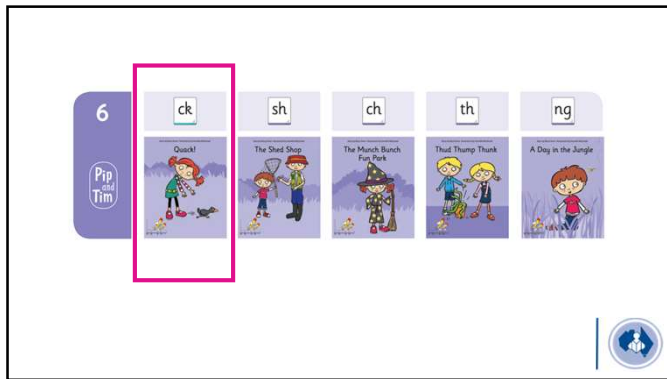 6
Pip
and
Tim
ck
sh
ch
th
ng
Quack!
The Shed Shop
The Munch Bunch
Fun Park
Thud Thump Thunk
A Dog in the Jungle